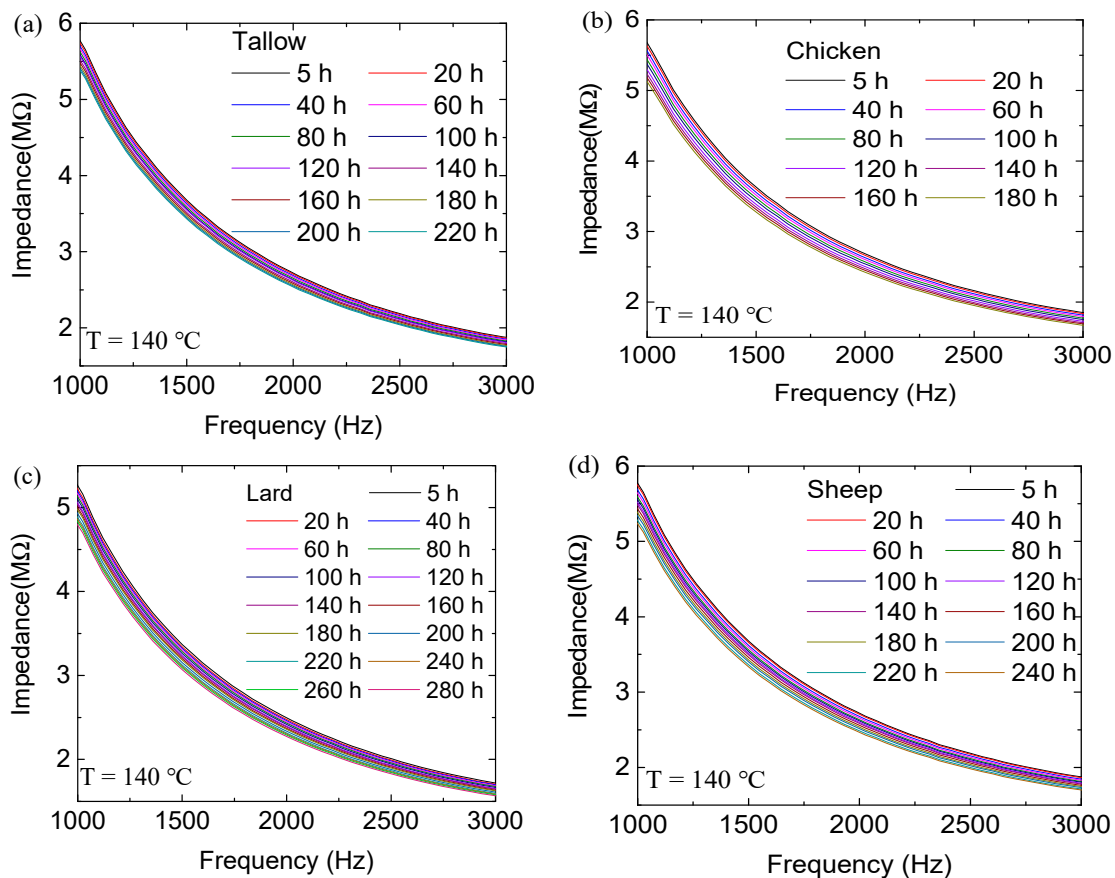 (a)
Tallow
5 h 20 h
40 h 60 h
80 h 100 h
120 h 140 h
160 h 180 h
200 h 220 h
6
5
4
3
2
Impedance(MΩ)
T = 140 °C
1000 1500 2000 2500 3000
Frequency (Hz)
(b)
Chicken
5 h 20 h
40 h 60 h
80 h 100 h
120 h 140 h
160 h 180 h
6
5
4
3
2
Impedance(MΩ)
T = 140 °C
1000 1500 2000 2500 3000
Frequency (Hz)
(c)
Lard 5 h
20 h 40 h
60 h 80 h
100 h 120 h
140 h 160 h
180 h 200 h
220 h 240 h
260 h 280 h
5
4
3
2
Impedance(MΩ)
T = 140 °C
1000 1500 2000 2500 3000
Frequency (Hz)
(d)
Sheep 5 h
20 h 40 h
60 h 80 h
100 h 120 h
140 h 160 h
180 h 200 h
220 h 240 h
6
5
4
3
2
Impedance(MΩ)
T = 140 °C
1000 1500 2000 2500 3000
Frequency (Hz)